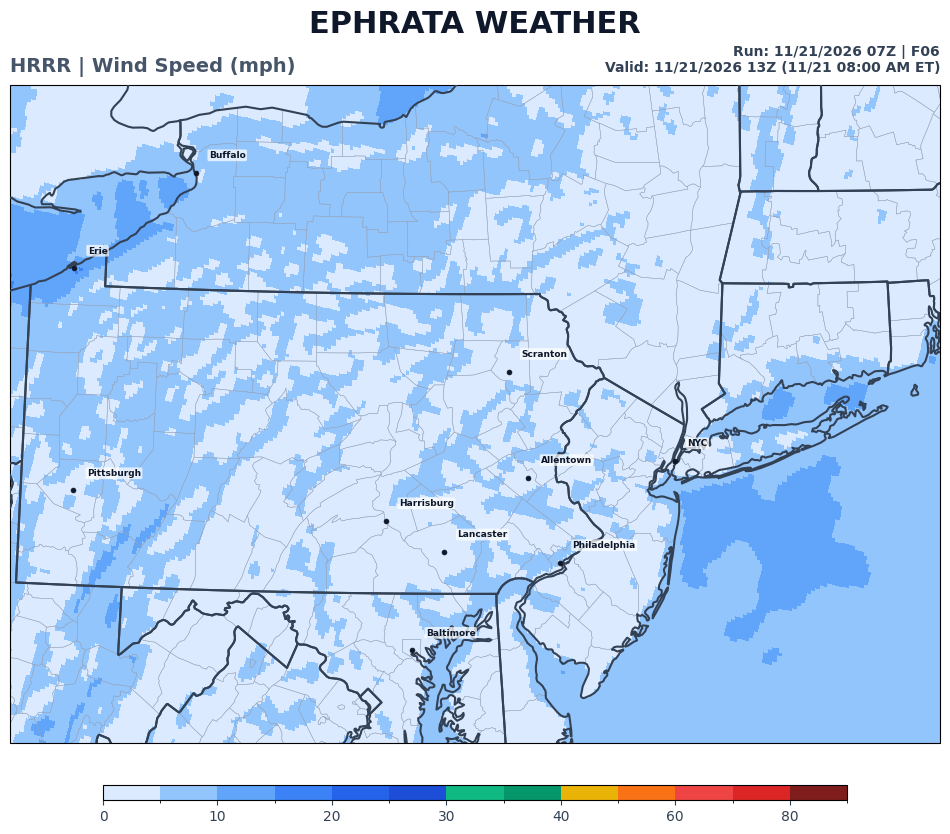 EPHRATA WEATHER
HRRR | Wind Speed (mph)
Run: 11/21/2026 07Z | F06
Valid: 11/21/2026 13Z (11/21 08:00 AM ET)
Buffalo
Erie
Scranton
NYC
Allentown
Pittsburgh
Harrisburg
Lancaster
Philadelphia
Baltimore
0 10 20 30 40 60 80